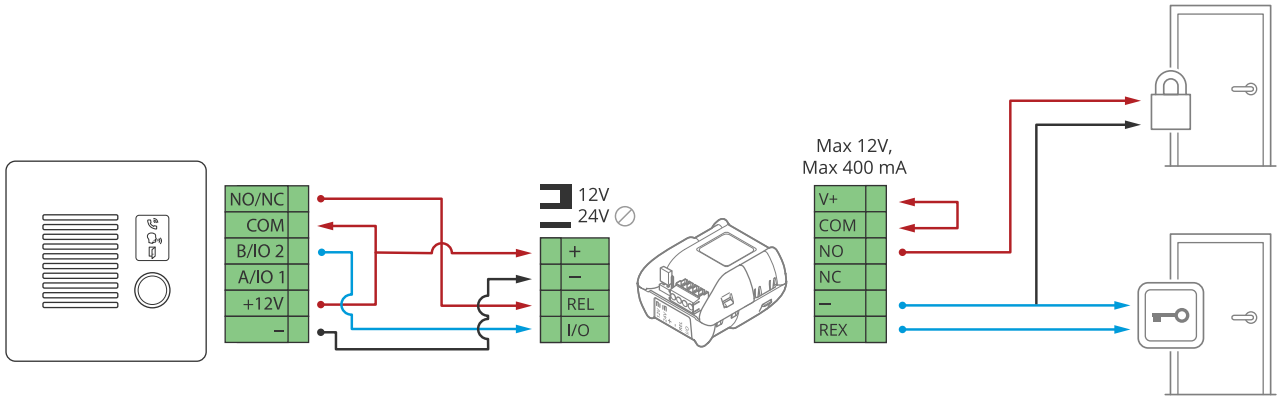 NO/NC
COM
B/IO 2
A/IO 1
+12V
–
12V
24V
+
–
REL
I/O
Max 12V,
Max 400 mA
V+
COM
NO
NC
–
REX